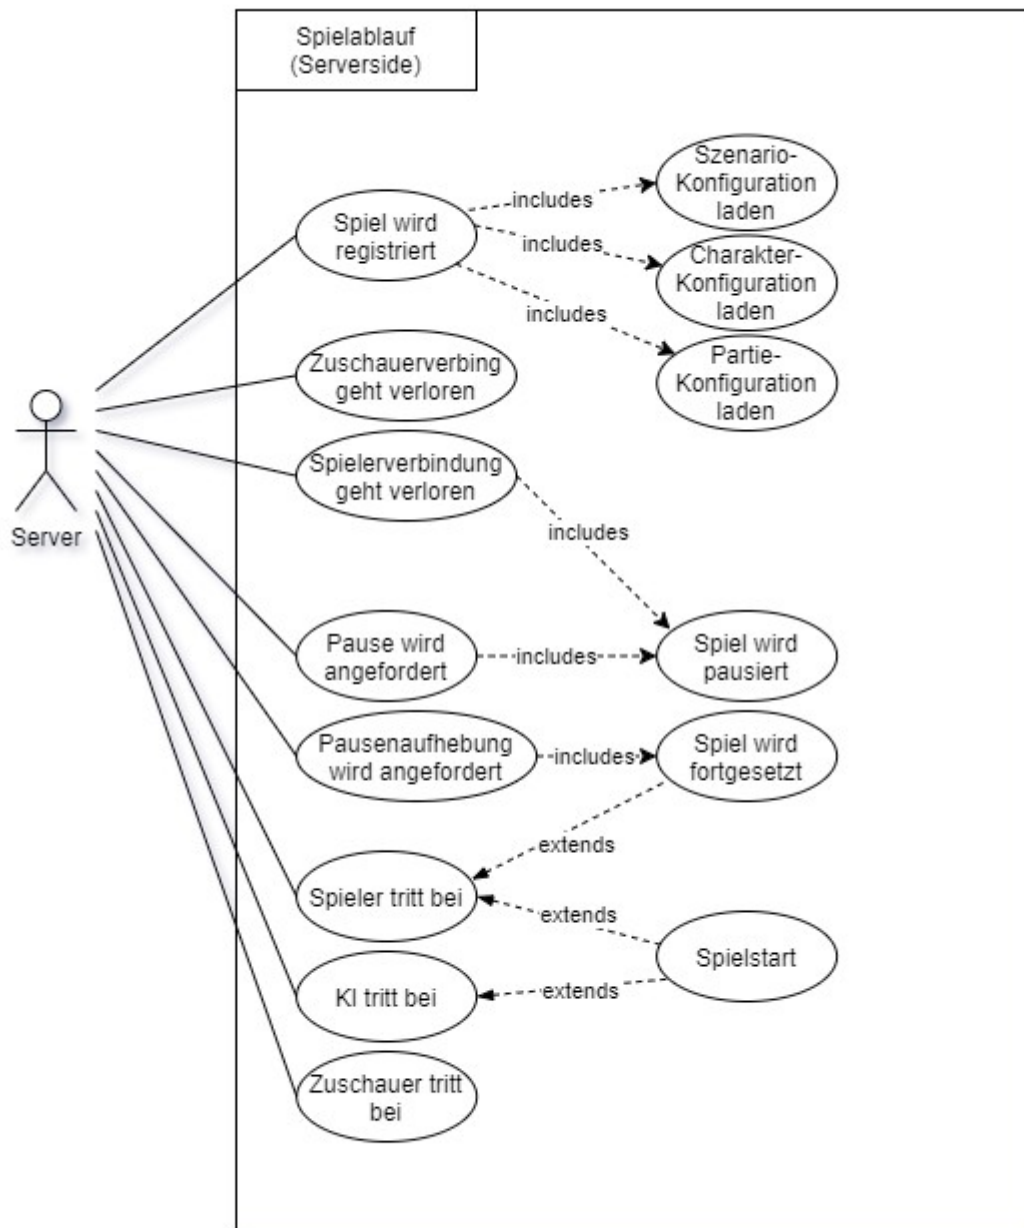 Spielablauf
(Serverside)
Szenario-
Konfiguration
laden
includes
Spiel wird
registriert
includes
Charakter-
Konfiguration
laden
includes
Partie-
Konfiguration
laden
Zuschauerverbing
geht verloren
Spielerverbindung
geht verloren
includes
Server
Pause wird
angefordert
includes
Spiel wird
pausiert
Pausenaufhebung
wird angefordert
includes
Spiel wird
fortgesetzt
extends
Spieler tritt bei
extends
Spielstart
KI tritt bei
extends
Zuschauer tritt
bei